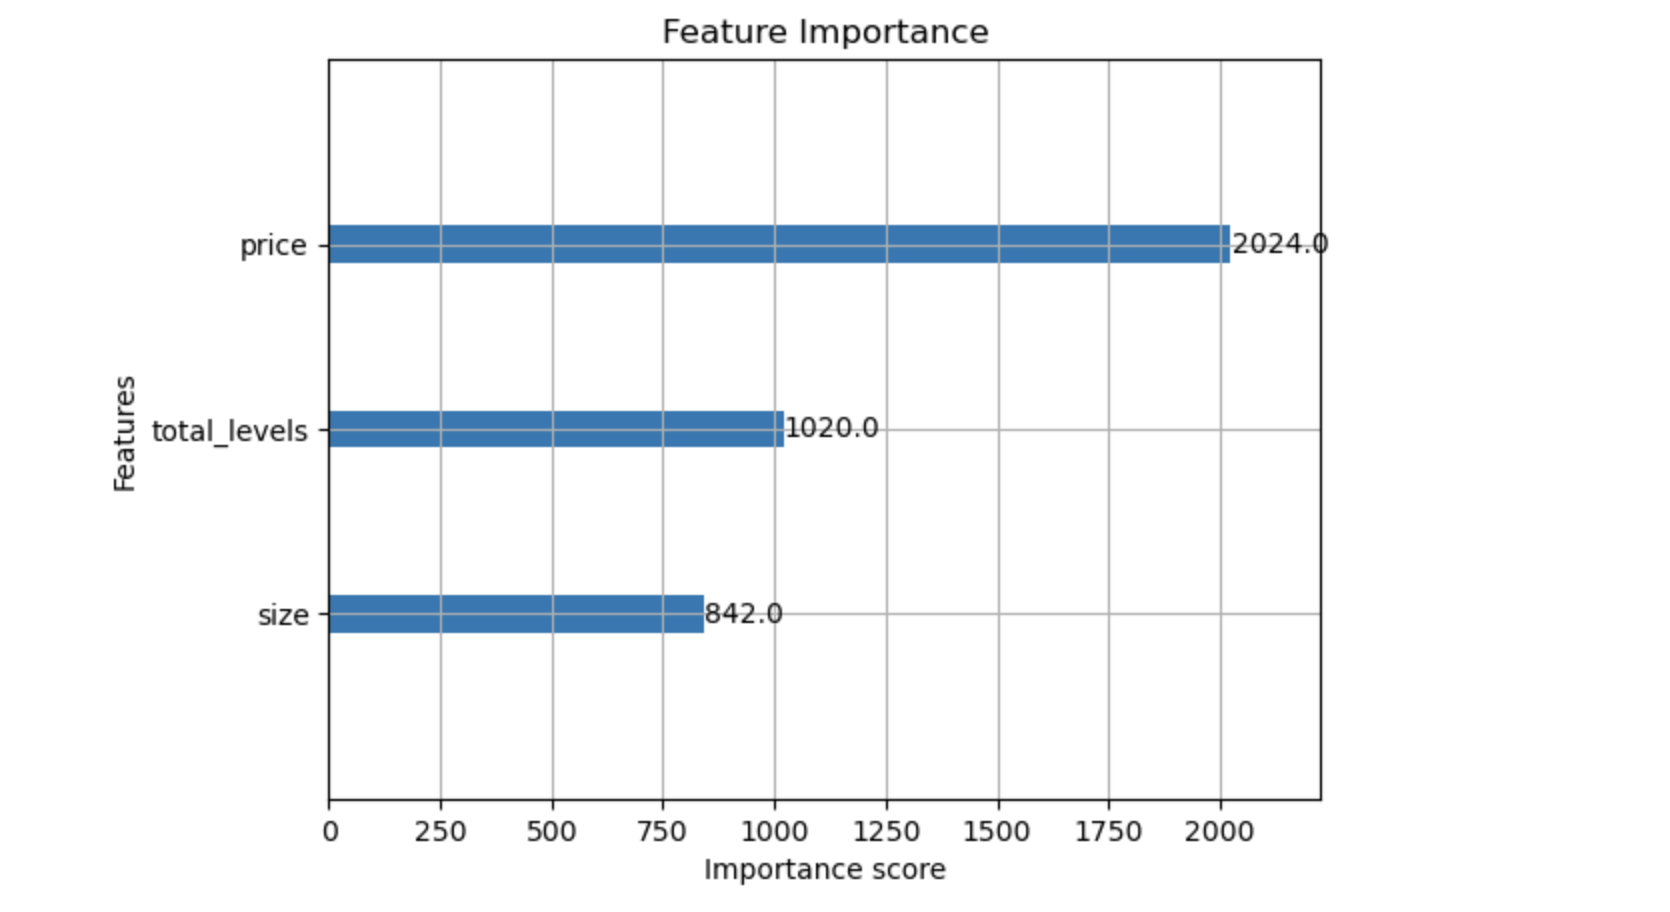 Feature Importance
price
2024.0
total_levels
1020.0
size
842.0
Features
0 250 500 750 1000 1250 1500 1750 2000
Importance score